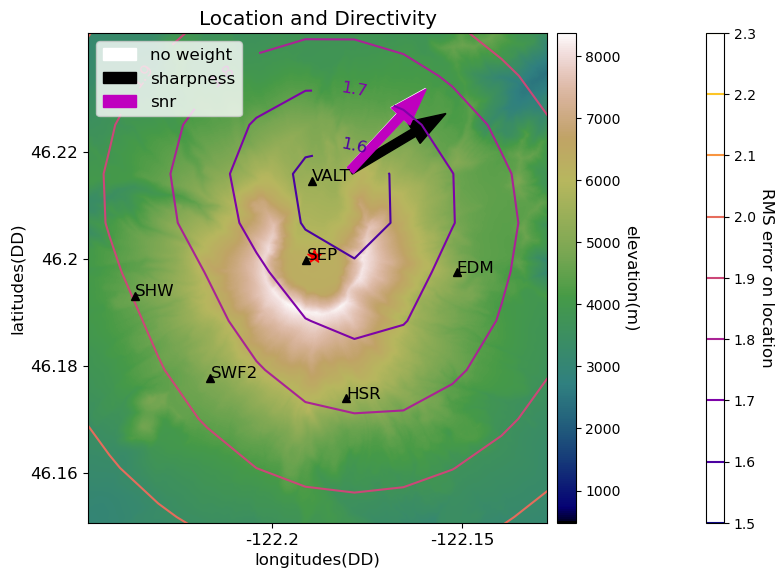 Location and Directivity
no weight
sharpness
snr
1.7
1.6
VALT
SEP
EDM
SHW
SWF2
HSR
46.22
46.2
46.18
46.16
latitudes(DD)
-122.2
-122.15
longitudes(DD)
8000
7000
6000
5000
4000
3000
2000
1000
elevation(m)
2.3
2.2
2.1
2.0
1.9
1.8
1.7
1.6
1.5
RMS error on location